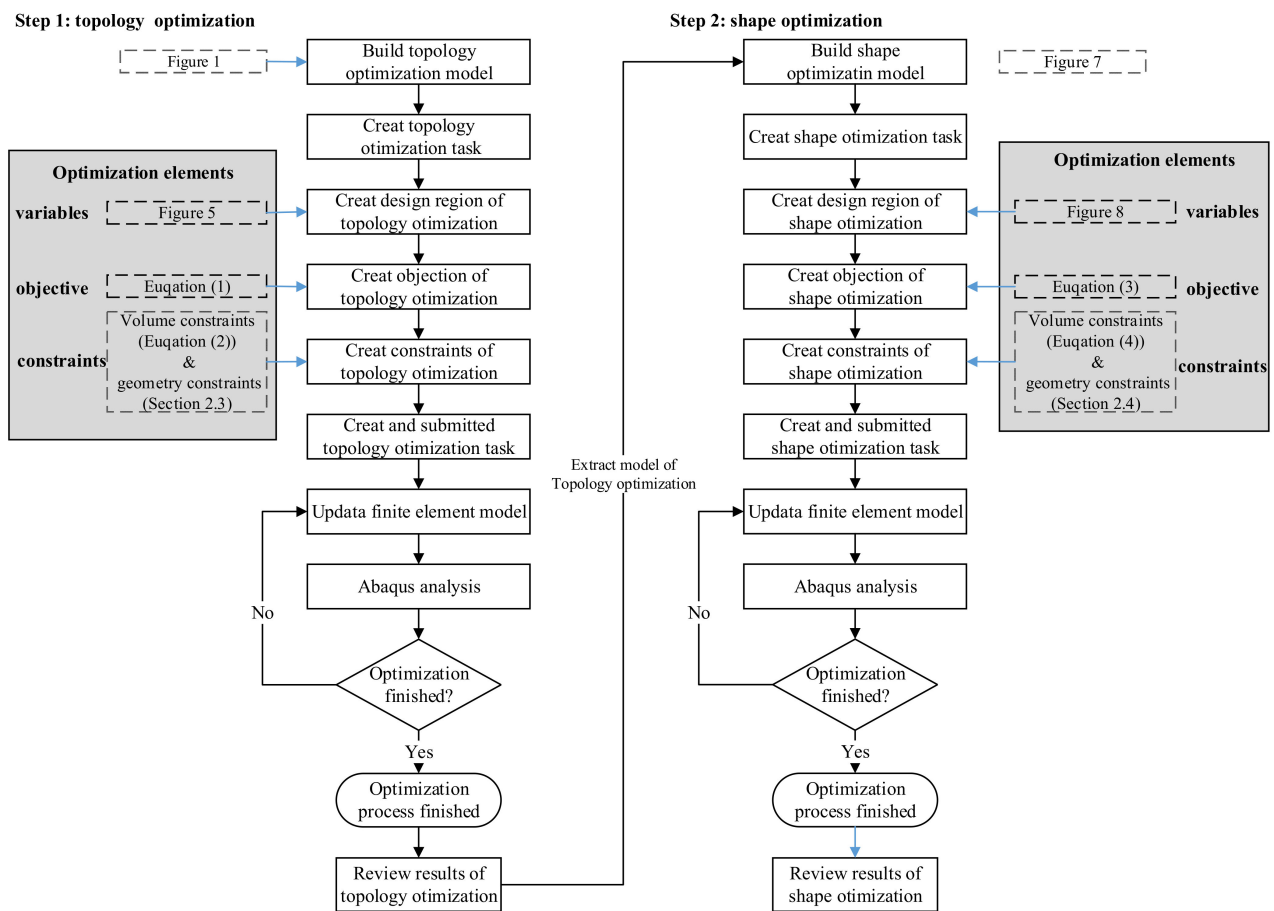 Step 1: topology  optimization
Figure 1
Build topology
optimization model
Creat topology
otimization task
Optimization elements
variables
Figure 5
Creat design region of
topology otimization
objective
Euqation (1)
Creat objection of
topology otimization
constraints
Volume constraints
(Euqation (2))
&
geometry constraints
(Section 2.3)
Creat constraints of
topology otimization
Creat and submitted
topology otimization task
Updata finite element model
Abaqus analysis
No
Optimization
finished?
Yes
Optimization
process finished
Review results of
topology otimization
Extract model of
Topology optimization
Step 2: shape optimization
Build shape
optimizatin model
Figure 7
Creat shape otimization task
Optimization elements
Creat design region of
shape otimization
Figure 8
variables
Creat objection of
shape otimization
Euqation (3)
objective
Creat constraints of
shape otimization
Volume constraints
(Euqation (4))
&
geometry constraints
(Section 2.4)
constraints
Creat and submitted
shape otimization task
Updata finite element model
Abaqus analysis
No
Optimization
finished?
Yes
Optimization
process finished
Review results of
shape otimization